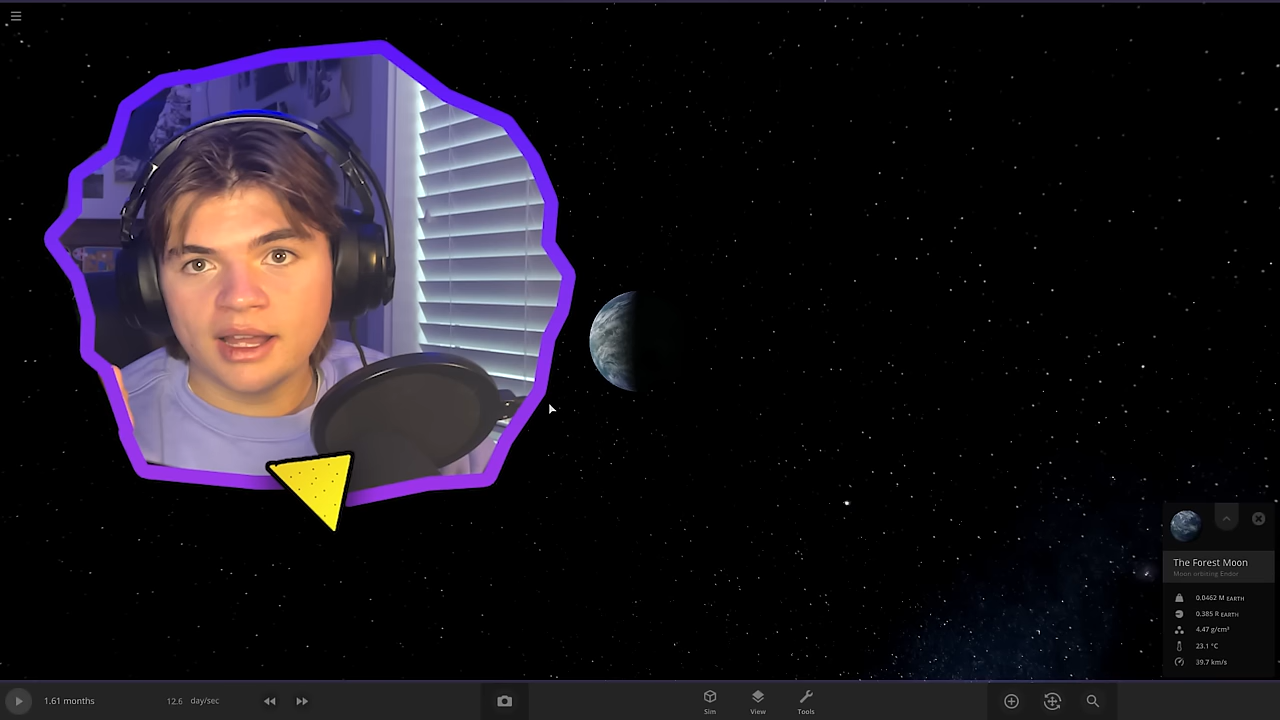 The Forest Moon
Moon orbiting Endor
0.0462 M EARTH
0.385 R EARTH
4.47 g/cm³
23.1 °C
39.7 km/s
1.61 months
12.6 day/sec
Sim
View
Tools